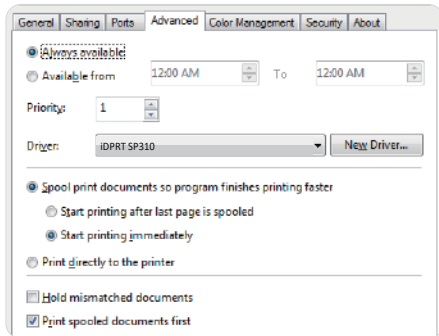 General Sharing Ports Advanced Color Management Security About
Always available
Available from 12:00 AM To 12:00 AM
Priority: 1
Driver: iDPRT SP310 New Driver...
Spool print documents so program finishes printing faster
Start printing after last page is spooled
Start printing immediately
Print directly to the printer
Hold mismatched documents
Print spooled documents first